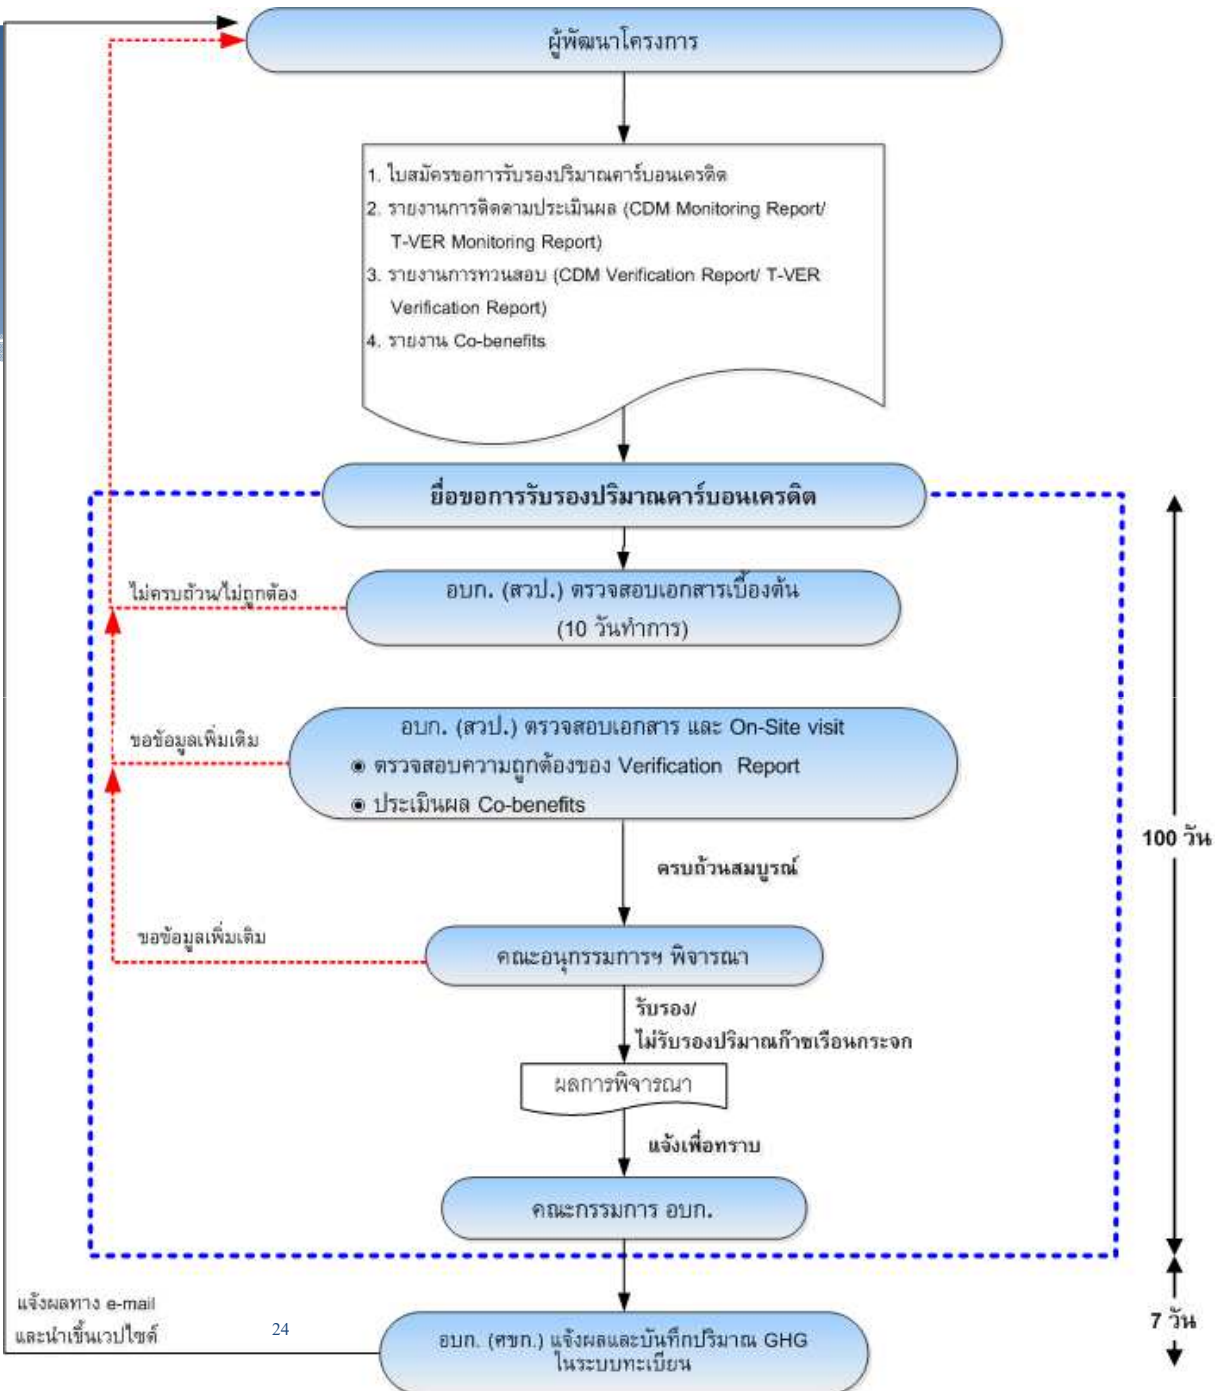 ผู้พัฒนาโครงการ
1. ใบสมัครขอการรับรองปริมาณคาร์บอนเครดิต
2. รายงานการติดตามประเมินผล (CDM Monitoring Report/
T-VER Monitoring Report)
3. รายงานการทวนสอบ (CDM Verification Report/ T-VER
Verification Report)
4. รายงาน Co-benefits
ยื่อขอการรับรองปริมาณคาร์บอนเครดิต
ไม่ครบถ้วน/ไม่ถูกต้อง
อบก. (สวป.) ตรวจสอบเอกสารเบื้องต้น
(10 วันทำการ)
ขอข้อมูลเพิ่มเติม
อบก. (สวป.) ตรวจสอบเอกสาร และ On-Site visit
◉ ตรวจสอบความถูกต้องของ Verification Report
◉ ประเมินผล Co-benefits
100 วัน
ครบถ้วนสมบูรณ์
ขอข้อมูลเพิ่มเติม
คณะอนุกรรมการฯ พิจารณา
รับรอง/
ไม่รับรองปริมาณก๊าซเรือนกระจก
ผลการพิจารณา
แจ้งเพื่อทราบ
คณะกรรมการ อบก.
แจ้งผลทาง e-mail
และนำเข็้นเวปไซด์
24
7 วัน
อบก. (ศขก.) แจ้งผลและบันทึกปริมาณ GHG
ในระบบทะเบียน